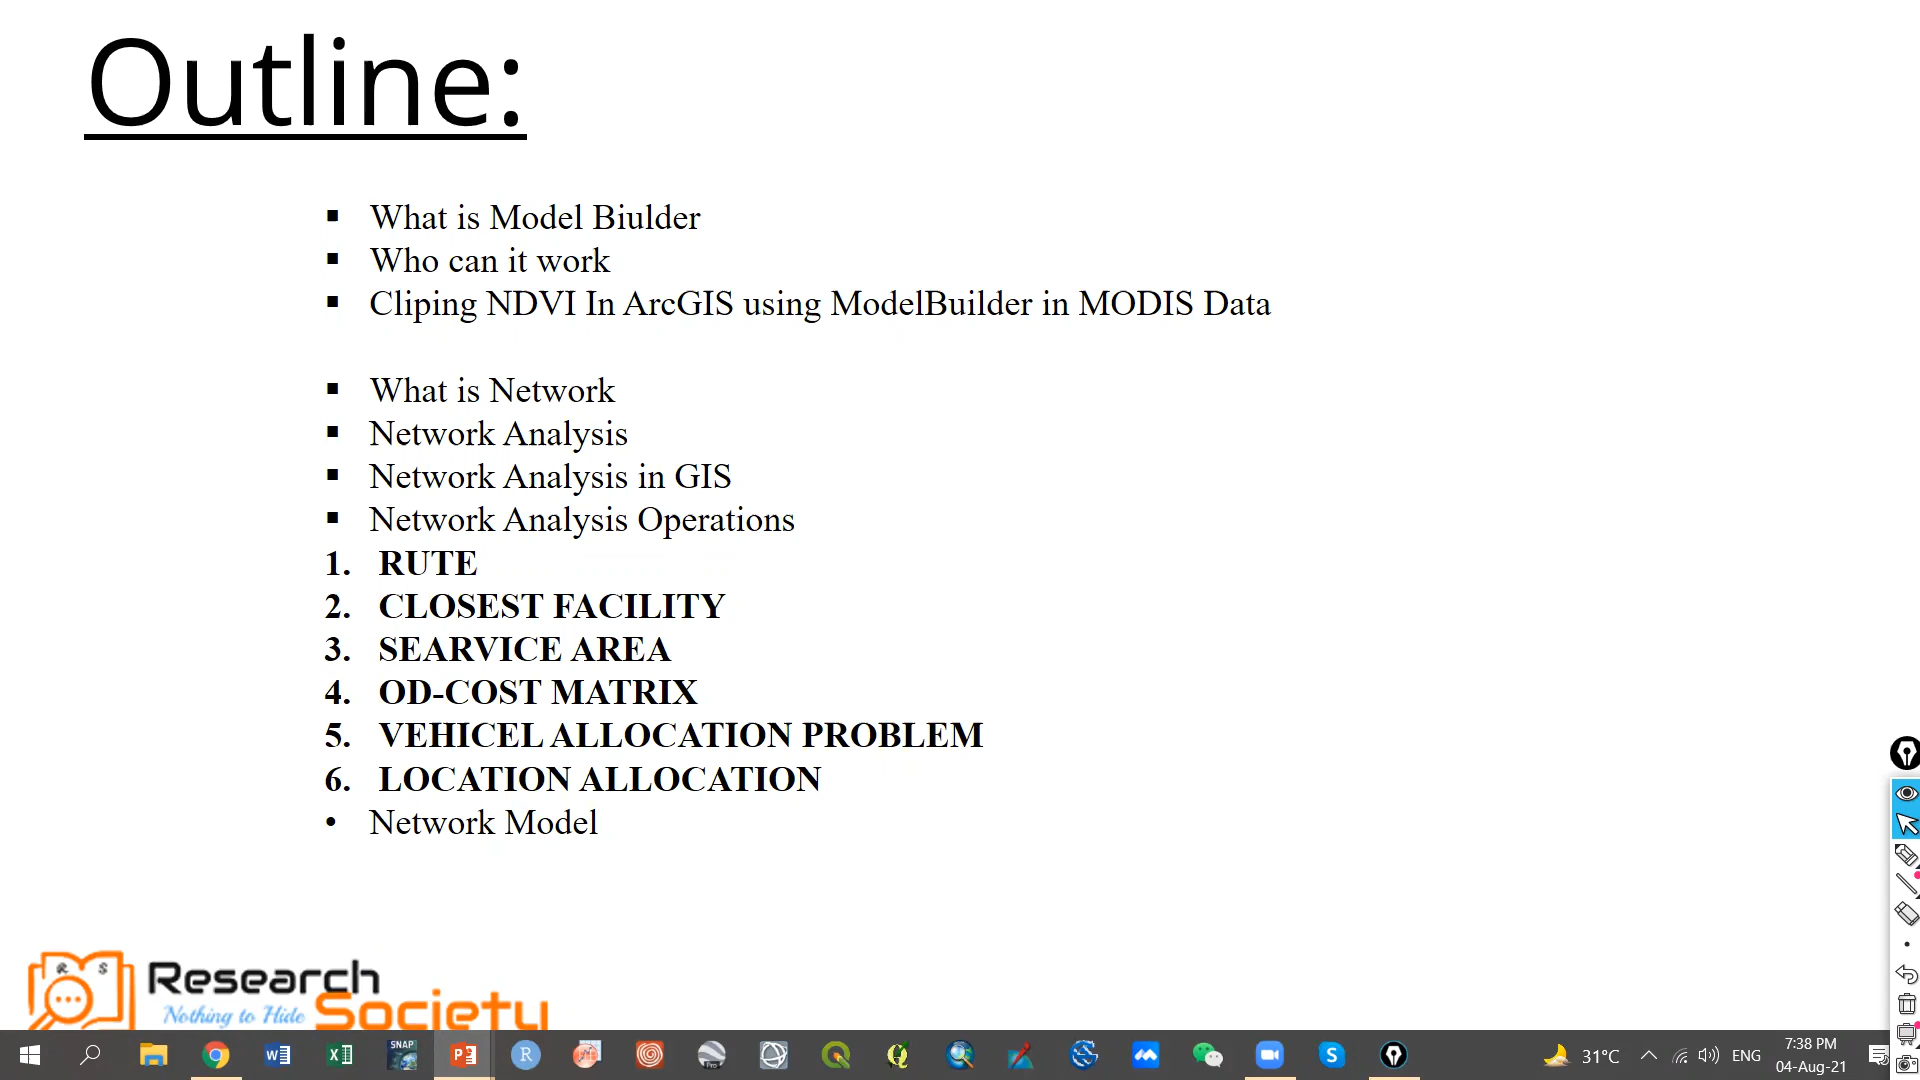 Outline:
▪ What is Model Biulder
▪ Who can it work
▪ Cliping NDVI In ArcGIS using ModelBuilder in MODIS Data
▪ What is Network
▪ Network Analysis
▪ Network Analysis in GIS
▪ Network Analysis Operations
1. RUTE
2. CLOSEST FACILITY
3. SEARVICE AREA
4. OD-COST MATRIX
5. VEHICEL ALLOCATION PROBLEM
6. LOCATION ALLOCATION
• Network Model
R S
Research
Nothing to Hide
Society
SNAP
Pro
31°C
ENG
7:38 PM
04-Aug-21